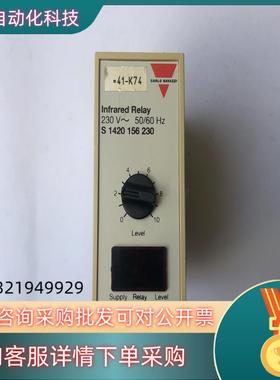 自动化科技
*41-K74
CARLO GAVAZZI
Infrared Relay
230 V~ 50/60 Hz
S 1420 156 230
Level
4 6
2 8
0 10
Level
Supply Relay Level
321949929
咨询采购批发可对公开票
客服详情下单采购